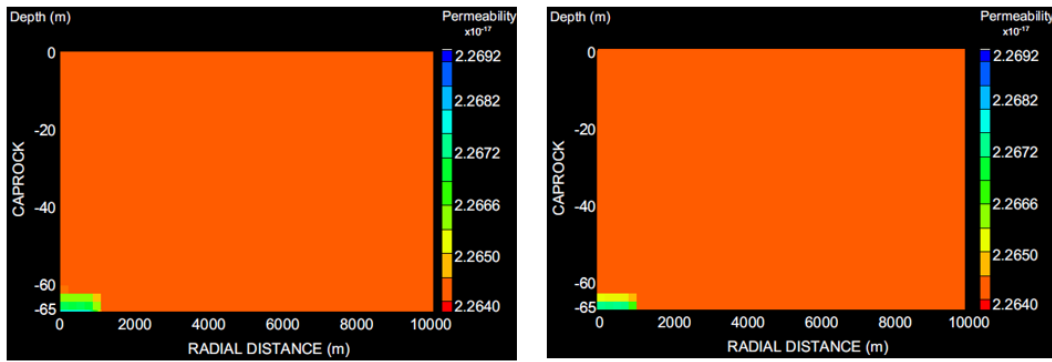 Depth (m)
Permeability
x10⁻¹⁷
0
-20
-40
-60
-65
CAPROCK
2.2692
2.2682
2.2672
2.2666
2.2650
2.2640
0 2000 4000 6000 8000 10000
RADIAL DISTANCE (m)
Depth (m)
Permeability
x10⁻¹⁷
0
-20
-40
-60
-65
CAPROCK
2.2692
2.2682
2.2672
2.2666
2.2650
2.2640
0 2000 4000 6000 8000 10000
RADIAL DISTANCE (m)